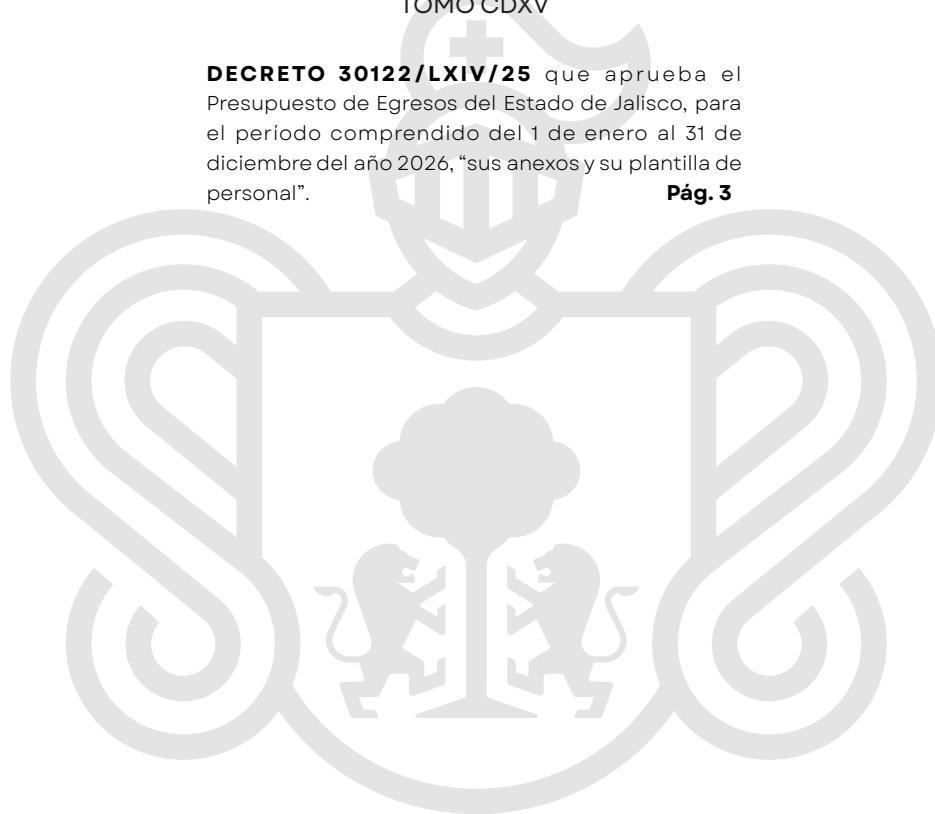 TOMO CDXV
DECRETO 30122/LXIV/25 que aprueba el
Presupuesto de Egresos del Estado de Jalisco, para
el período comprendido del 1 de enero al 31 de
diciembre del año 2026, “sus anexos y su plantilla de
personal”. Pág. 3